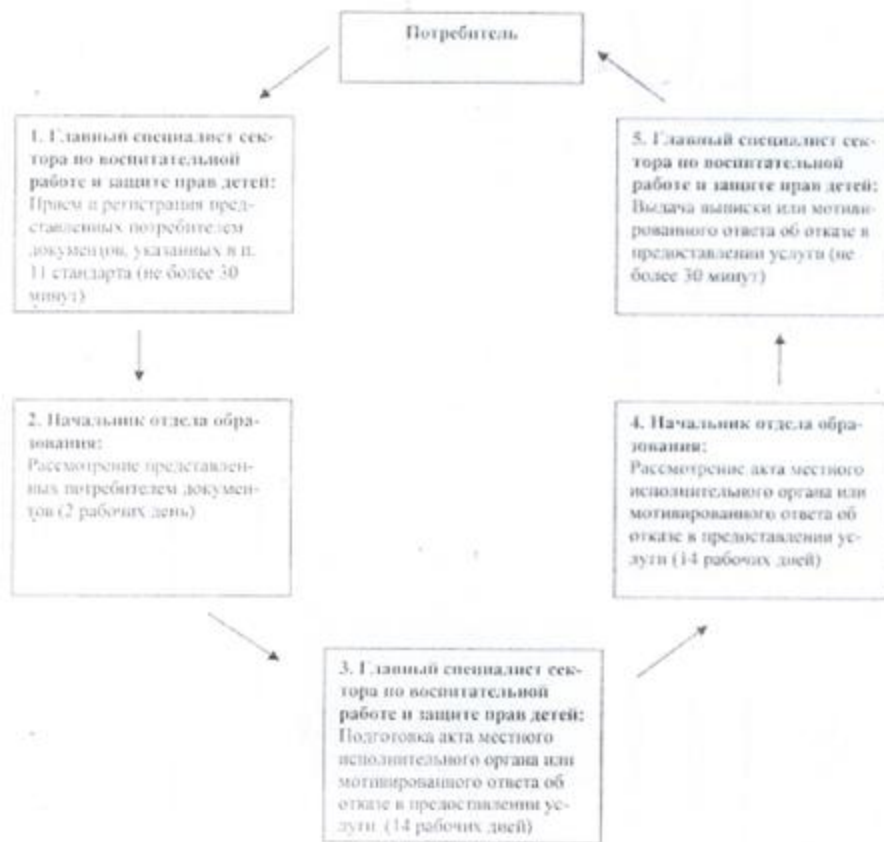 Потребитель
1. Главный специалист сек-
тора по воспитательной
работе и защите прав детей:
Прием и регистрация пред-
ставленных потребителем
документов, указанных в п.
11 стандарта (не более 30
минут)
2. Начальник отдела обра-
зования:
Рассмотрение представлен-
ных потребителем докумен-
тов (2 рабочих день)
3. Главный специалист сек-
тора по воспитательной
работе и защите прав детей:
Подготовка акта местного
исполнительного органа или
мотивированного ответа об
отказе в предоставлении ус-
луги (14 рабочих дней)
4. Начальник отдела обра-
зования:
Рассмотрение акта местного
исполнительного органа или
мотивированного ответа об
отказе в предоставлении ус-
луги (14 рабочих дней)
5. Главный специалист сек-
тора по воспитательной
работе и защите прав детей:
Выдача выписки или мотиви-
рованного ответа об отказе в
предоставлении услуги (не
более 30 минут)